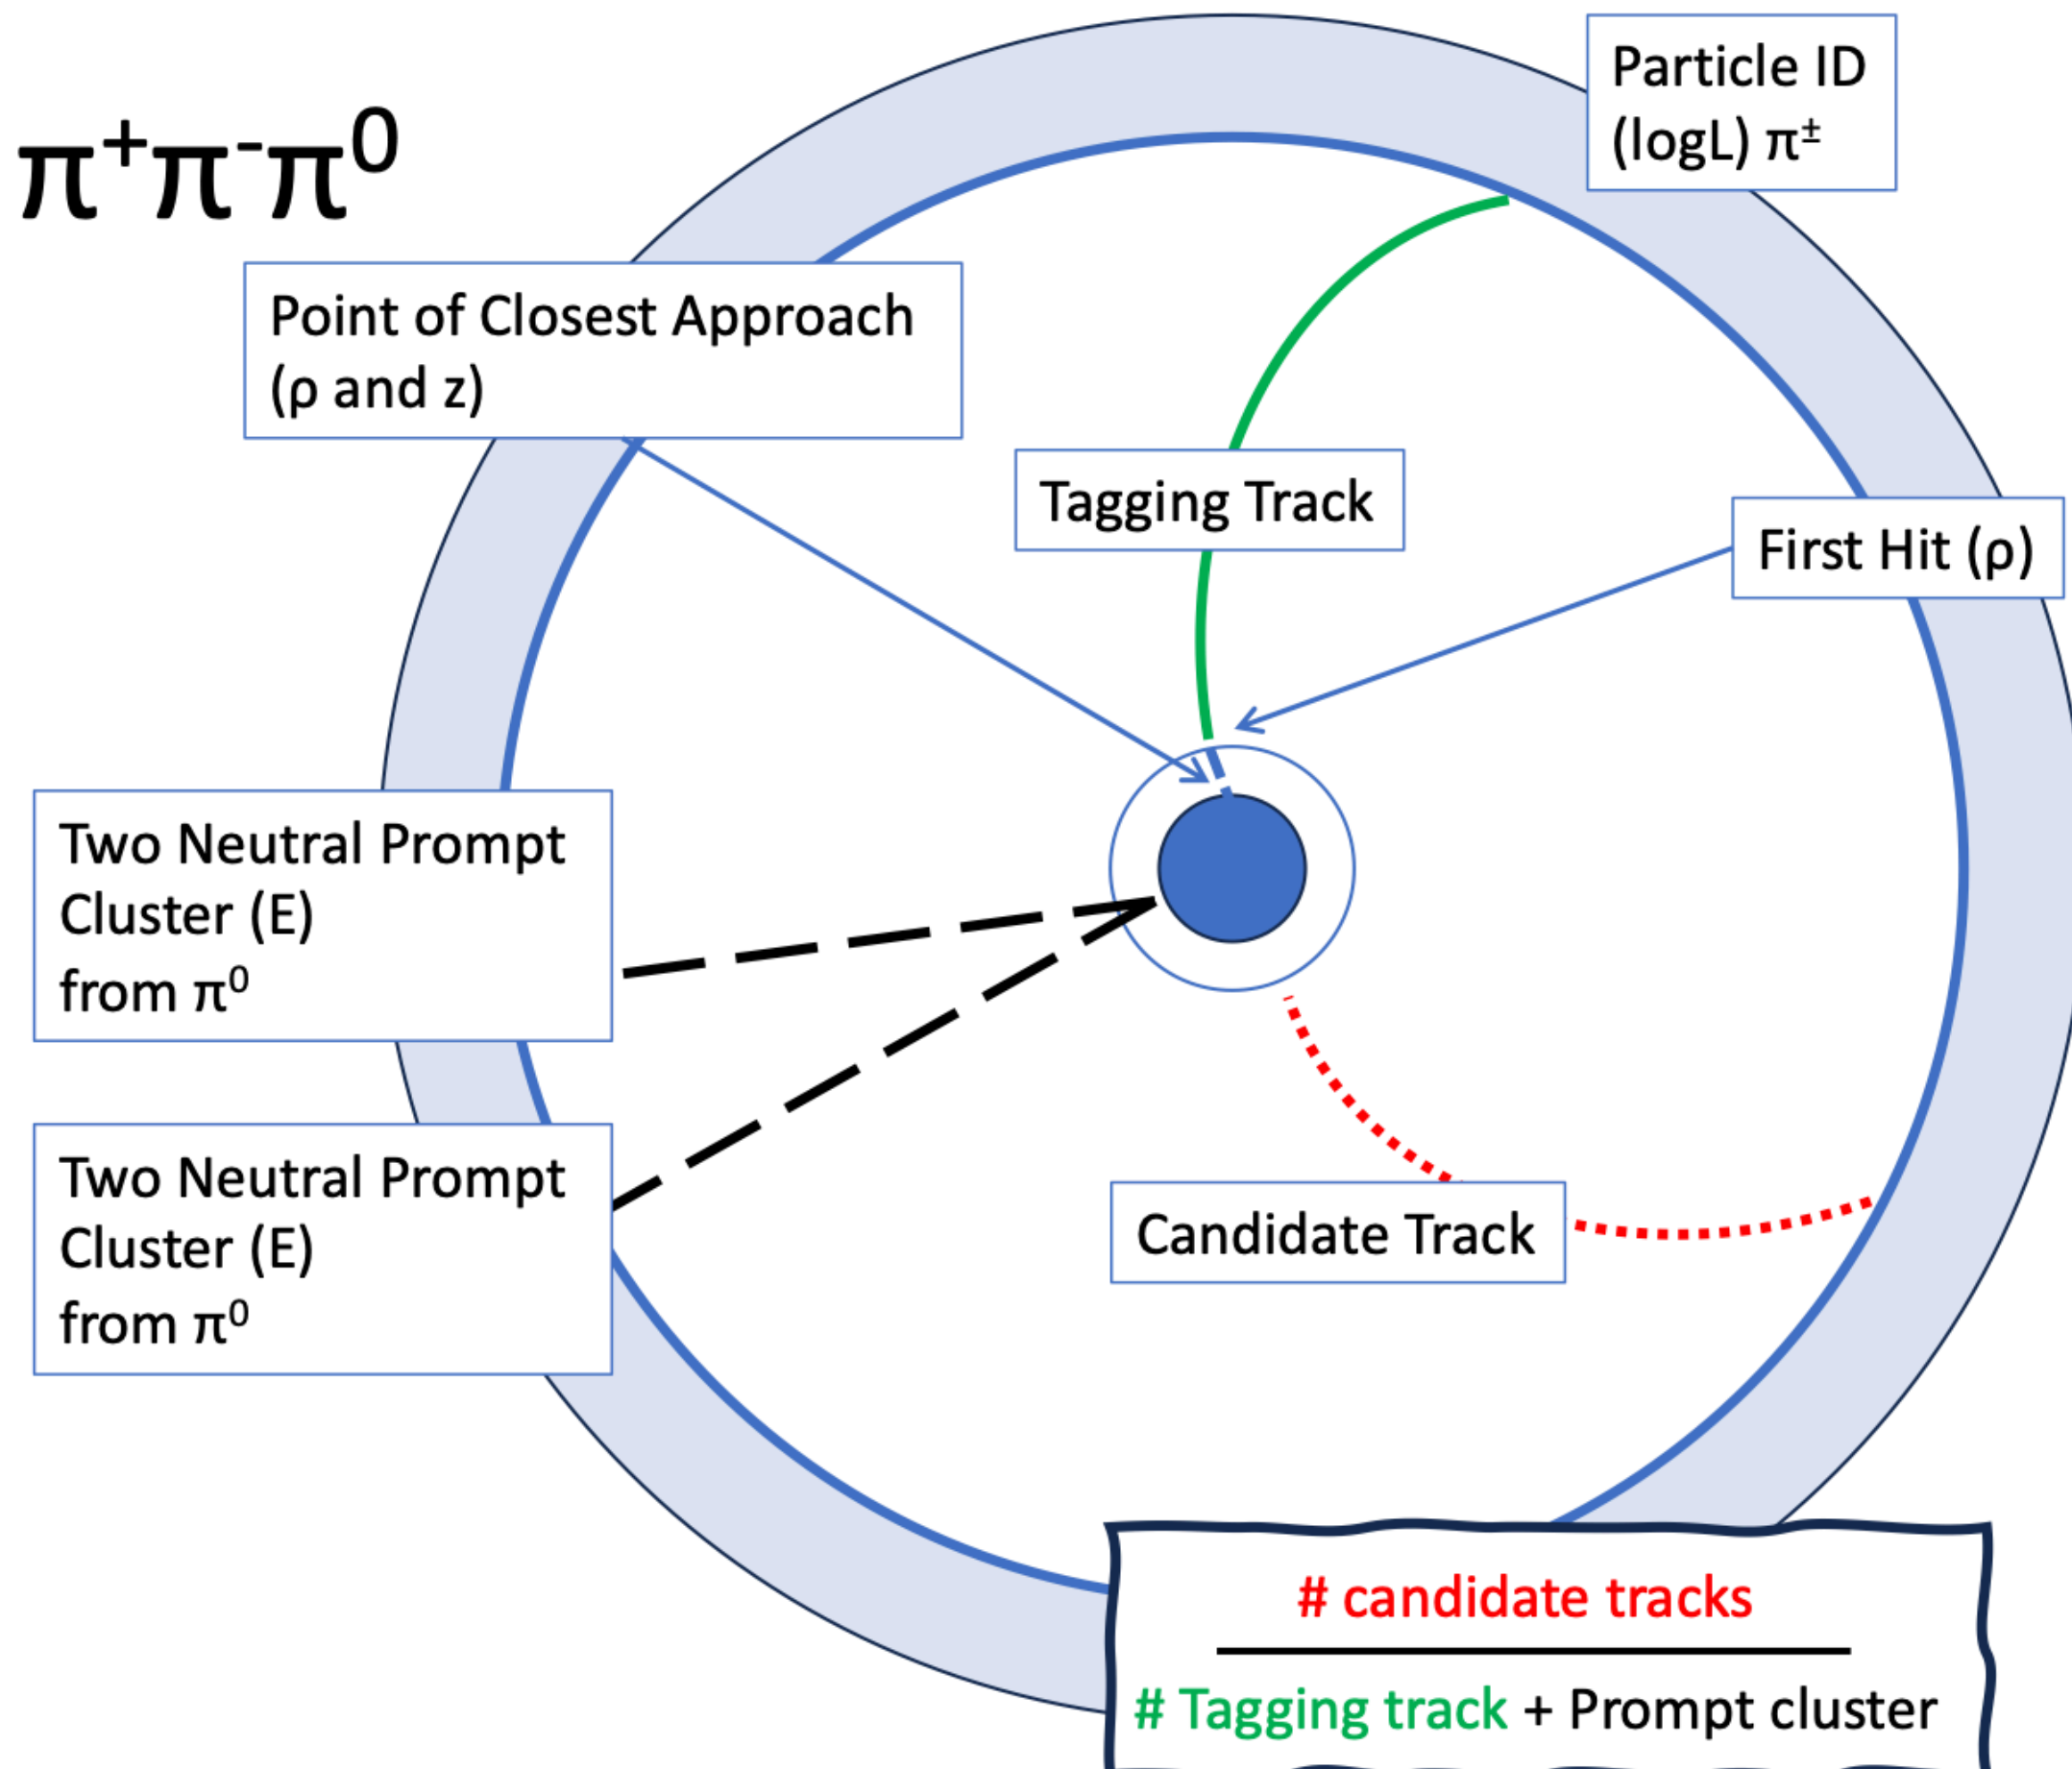 π⁺π⁻π⁰
Particle ID
(logL) π±
Point of Closest Approach
(ρ and z)
Tagging Track
First Hit (ρ)
Two Neutral Prompt
Cluster (E)
from π⁰
Two Neutral Prompt
Cluster (E)
from π⁰
Candidate Track
# candidate tracks
# Tagging track + Prompt cluster